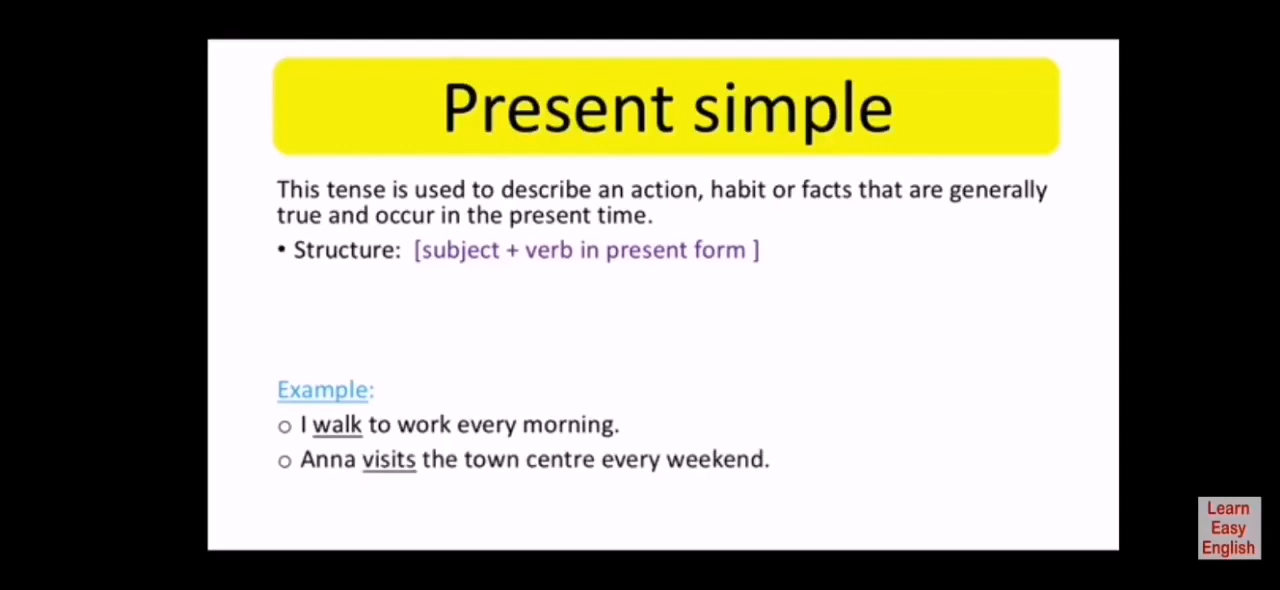 Present simple
This tense is used to describe an action, habit or facts that are generally
true and occur in the present time.
• Structure: [subject + verb in present form ]
Example:
o I walk to work every morning.
o Anna visits the town centre every weekend.
Learn
Easy
English